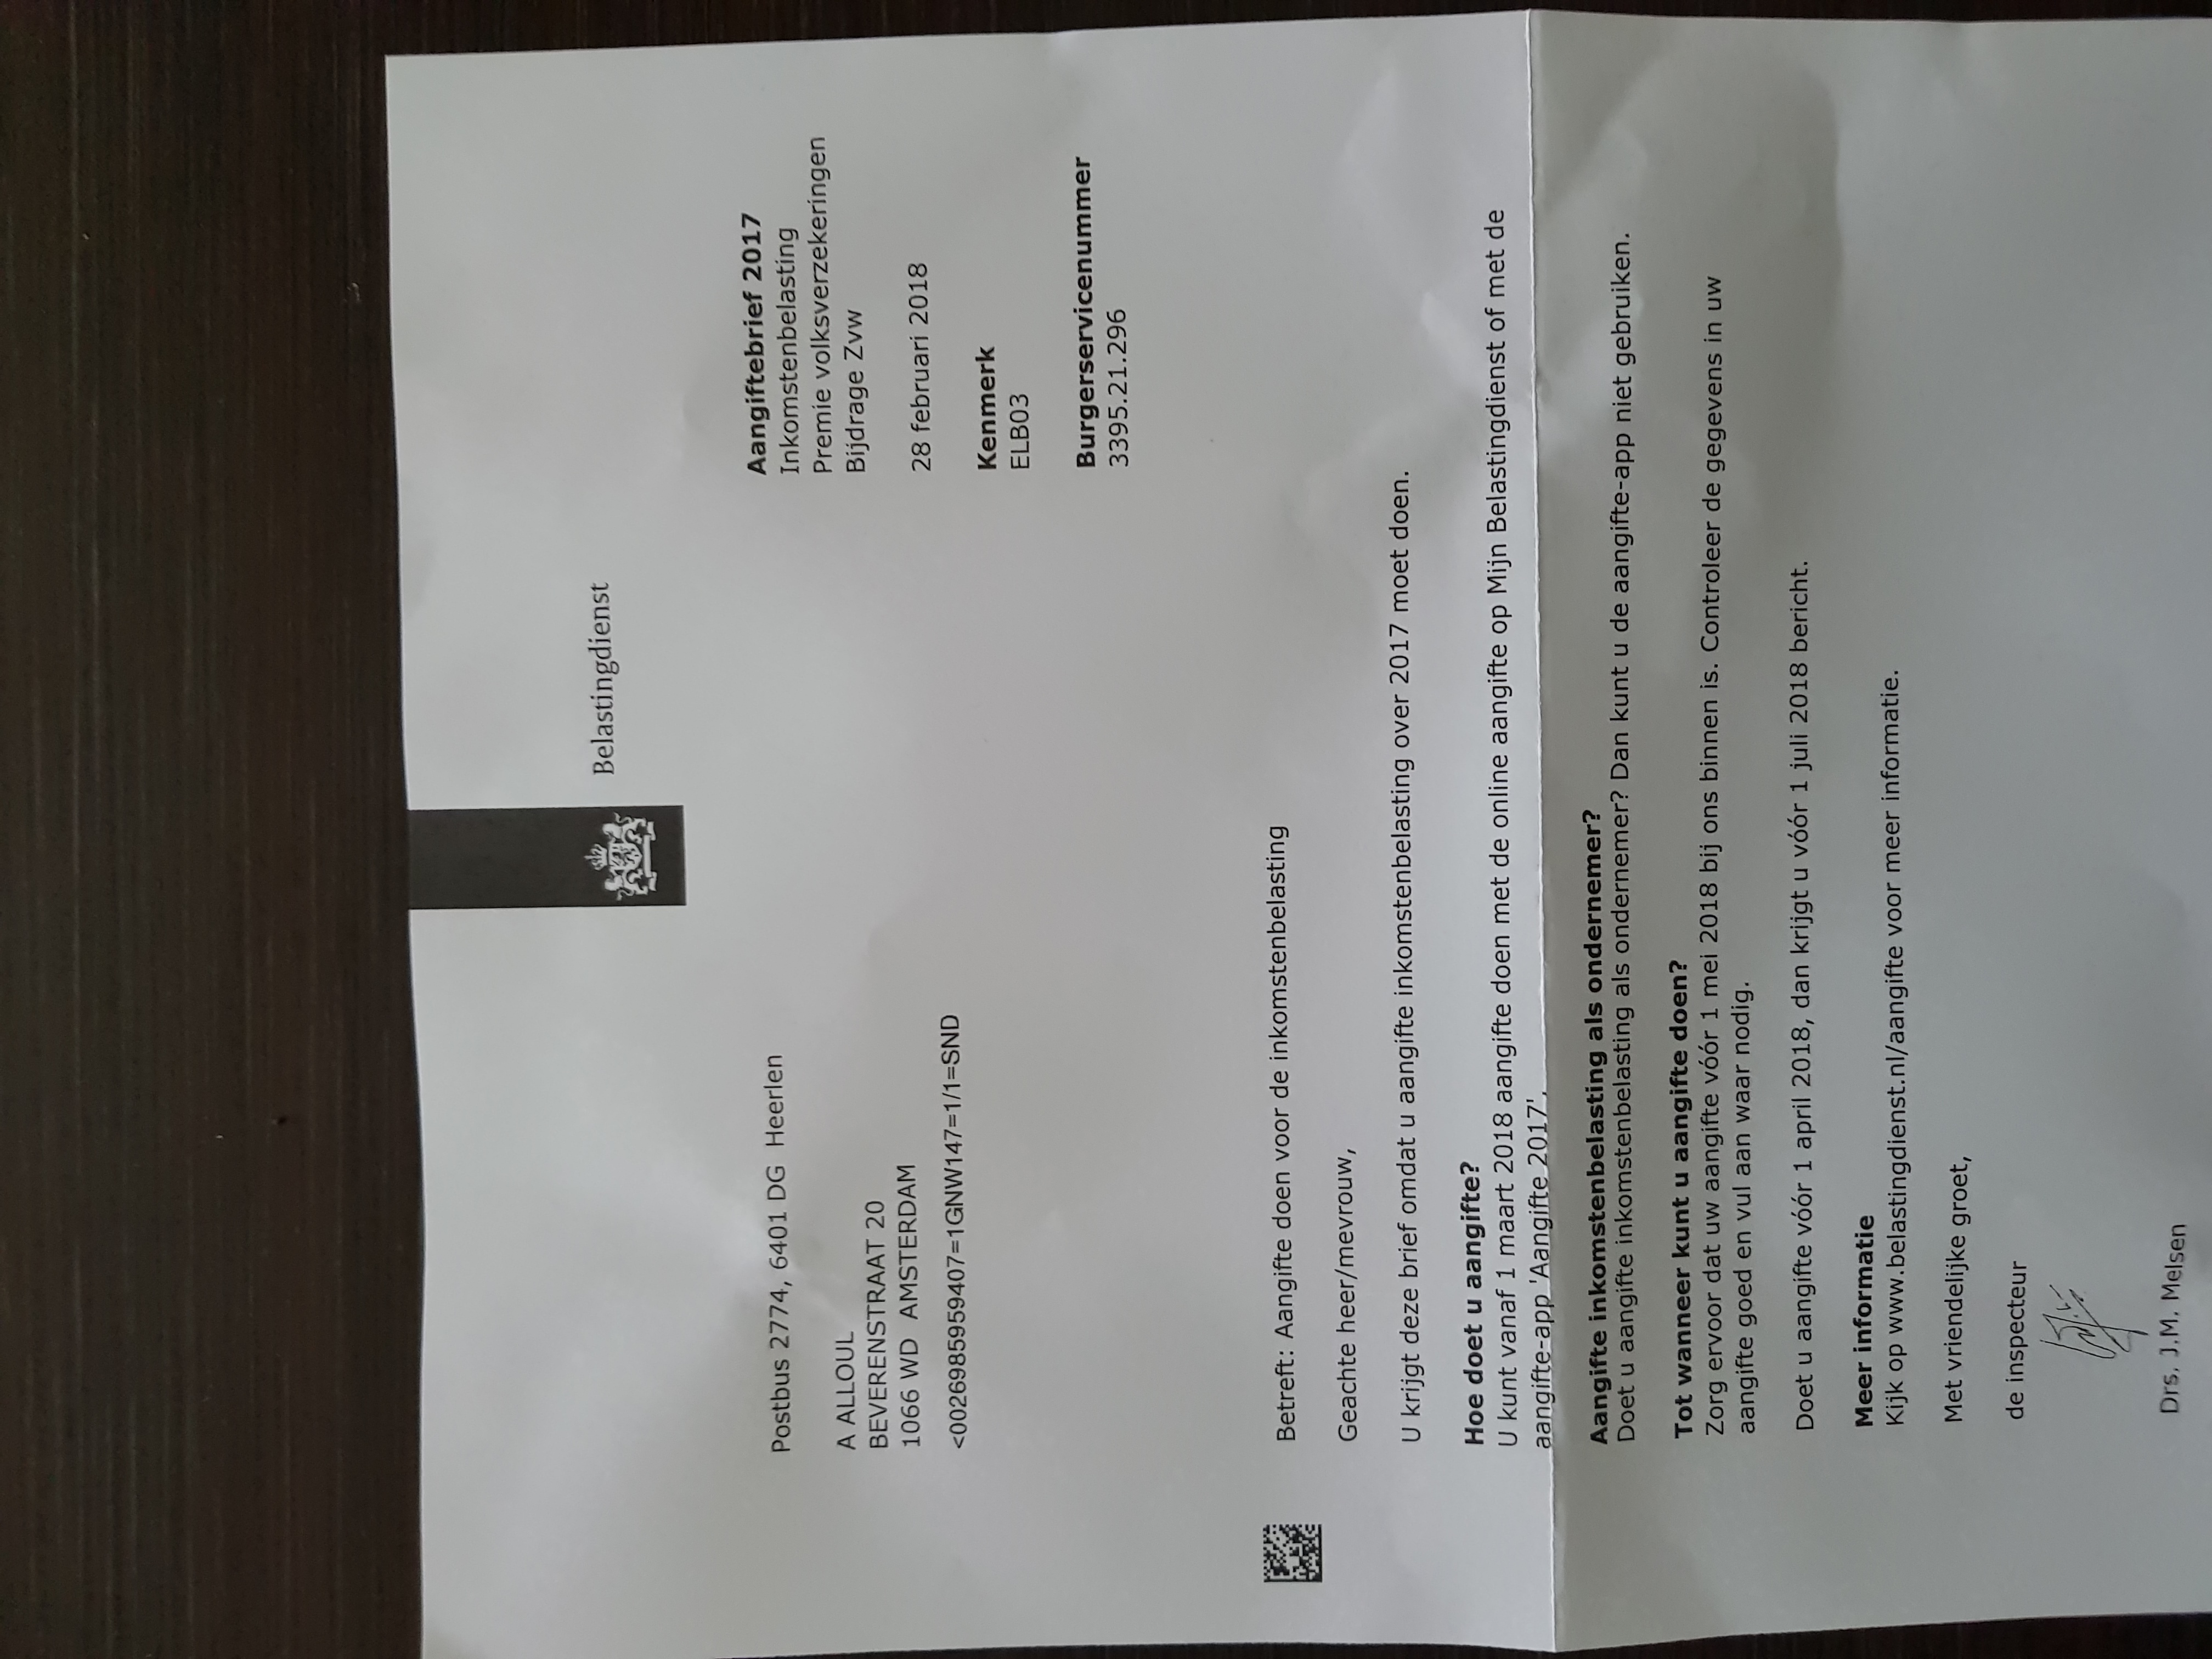 Belastingdienst
Postbus 2774, 6401 DG Heerlen
A ALLOUL
BEVERENSTRAAT 20
1066 WD AMSTERDAM
<0026985959407=1GNW147=1/1=SND
Aangiftebrief 2017
Inkomstenbelasting
Premie volksverzekeringen
Bijdrage Zvw
28 februari 2018
Kenmerk
ELB03
Burgerservicenummer
3395.21.296
Betreft: Aangifte doen voor de inkomstenbelasting
Geachte heer/mevrouw,
U krijgt deze brief omdat u aangifte inkomstenbelasting over 2017 moet doen.
Hoe doet u aangifte?
U kunt vanaf 1 maart 2018 aangifte doen met de online aangifte op Mijn Belastingdienst of met de
aangifte-app 'Aangifte 2017'.
Aangifte inkomstenbelasting als ondernemer?
Doet u aangifte inkomstenbelasting als ondernemer? Dan kunt u de aangifte-app niet gebruiken.
Tot wanneer kunt u aangifte doen?
Zorg ervoor dat uw aangifte vóór 1 mei 2018 bij ons binnen is. Controleer de gegevens in uw
aangifte goed en vul aan waar nodig.
Doet u aangifte vóór 1 april 2018, dan krijgt u vóór 1 juli 2018 bericht.
Meer informatie
Kijk op www.belastingdienst.nl/aangifte voor meer informatie.
Met vriendelijke groet,
de inspecteur
Drs. J.M. Melsen